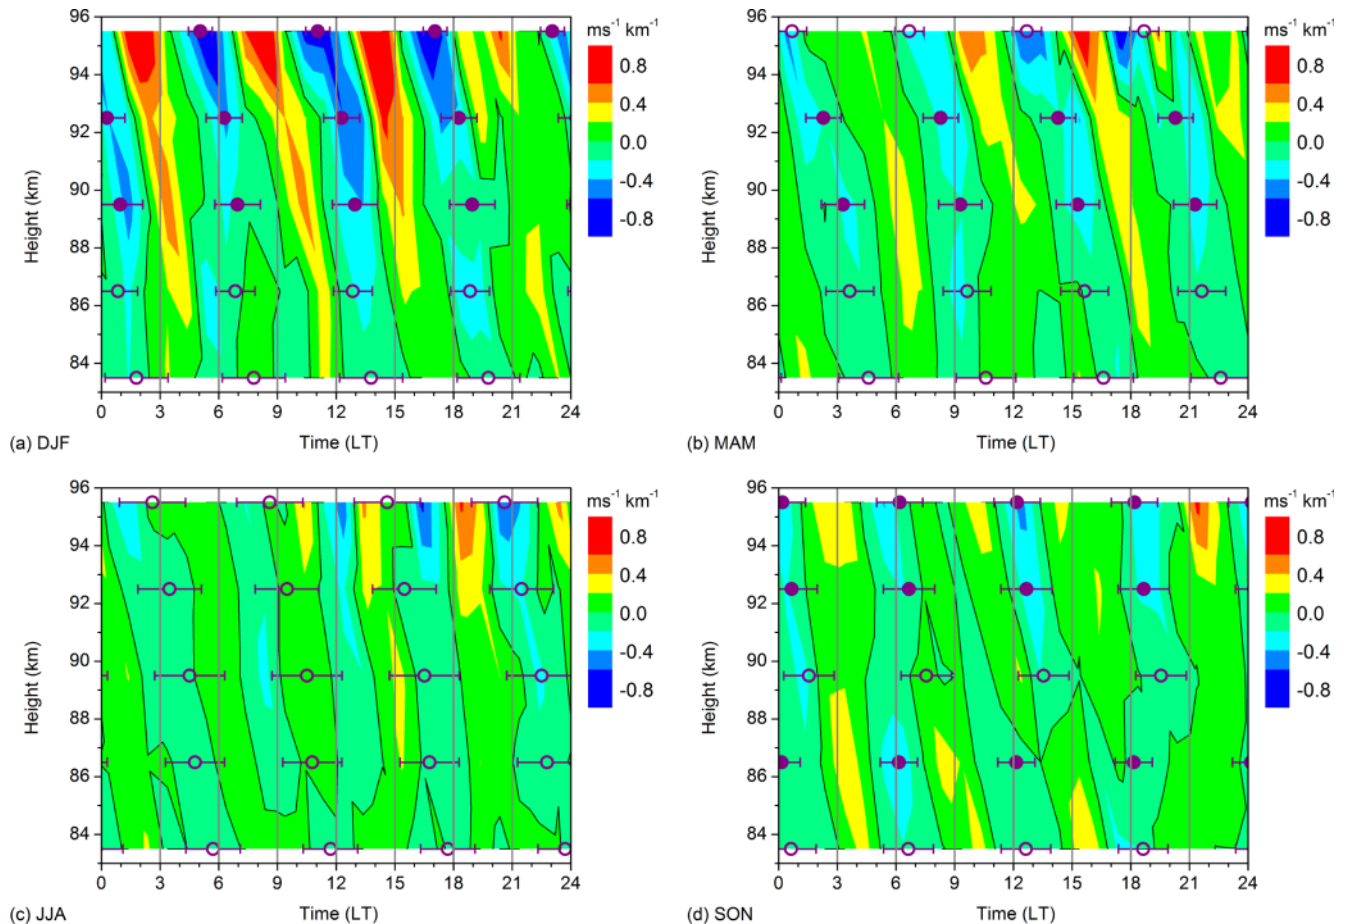 96 ms⁻¹ km⁻¹ 96 ms⁻¹ km⁻¹
94 0.8 94 0.8
92 0.4 92 0.4
90 0.0 90 0.0
88 -0.4 88 -0.4
86 -0.8 86 -0.8
84 84
Height (km) Height (km)
0 3 6 9 12 15 18 21 24 0 3 6 9 12 15 18 21 24
(a) DJF Time (LT) (b) MAM Time (LT)
96 ms⁻¹ km⁻¹ 96 ms⁻¹ km⁻¹
94 0.8 94 0.8
92 0.4 92 0.4
90 0.0 90 0.0
88 -0.4 88 -0.4
86 -0.8 86 -0.8
84 84
Height (km) Height (km)
0 3 6 9 12 15 18 21 24 0 3 6 9 12 15 18 21 24
(c) JJA Time (LT) (d) SON Time (LT)